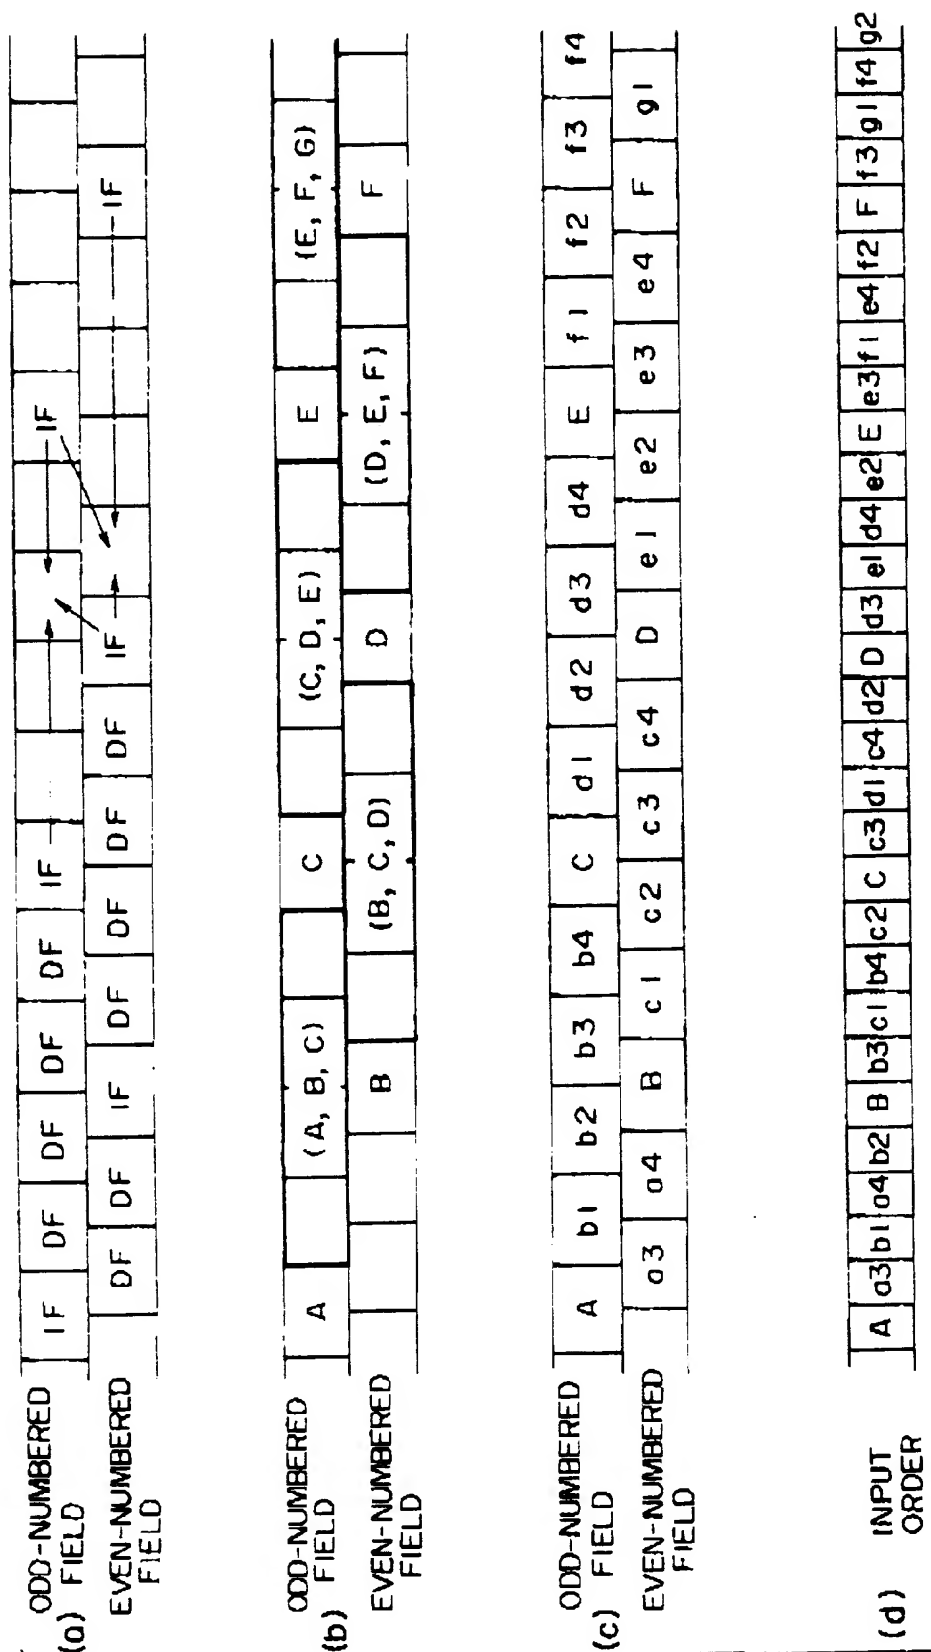 (a)
ODD-NUMBERED
FIELD
IF DF DF DF DF IF IF
EVEN-NUMBERED
FIELD
DF DF IF DF DF DF DF IF IF
(b)
ODD-NUMBERED
FIELD
A (A, B, C) C (C, D, E) E (E, F, G)
EVEN-NUMBERED
FIELD
B (B, C, D) D (D, E, F) F
(c)
ODD-NUMBERED
FIELD
A b1 b2 b3 b4 C d1 d2 d3 d4 E f1 f2 f3 f4
EVEN-NUMBERED
FIELD
a3 a4 B c1 c2 c3 c4 D e1 e2 e3 e4 F g1
(d)
INPUT
ORDER
A a3 b1 a4 b2 B b3 c1 b4 c2 C c3 d1 c4 d2 D d3 e1 d4 e2 E e3 f1 e4 f2 F f3 g1 f4 g2